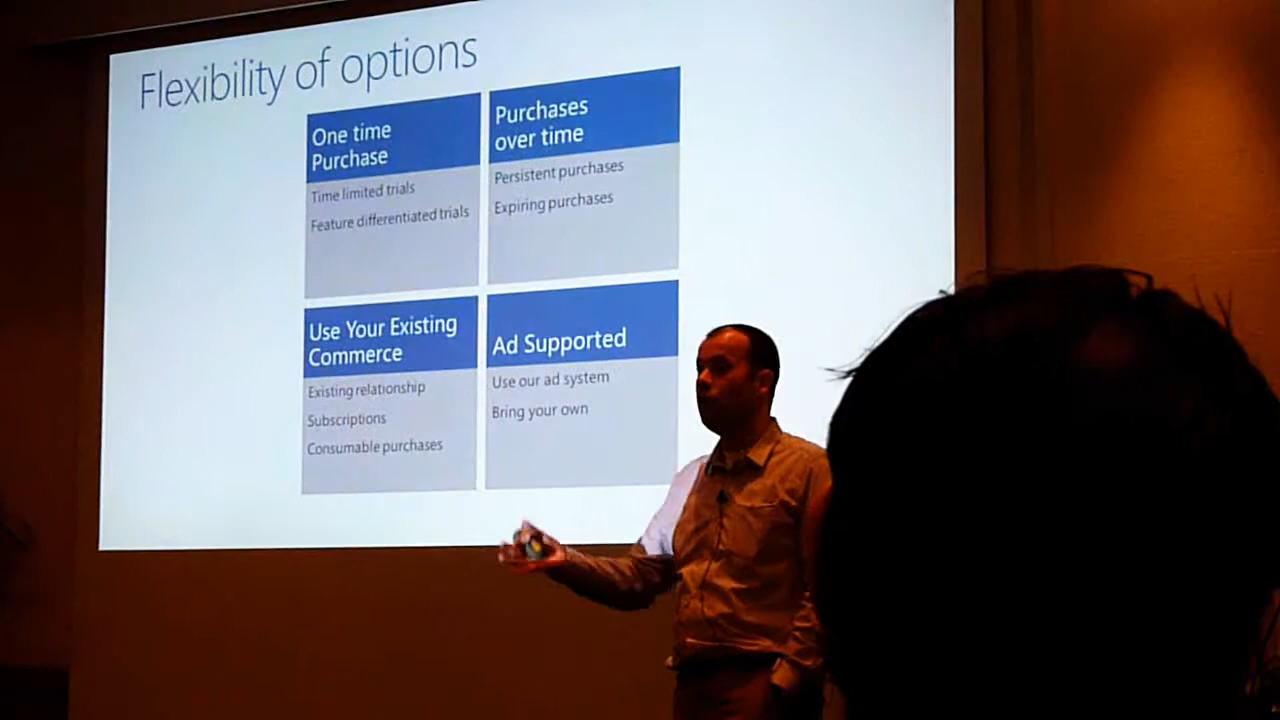 Flexibility of options
One time
Purchase
Time limited trials
Feature differentiated trials
Purchases
over time
Persistent purchases
Expiring purchases
Use Your Existing
Commerce
Existing relationship
Subscriptions
Consumable purchases
Ad Supported
Use our ad system
Bring your own